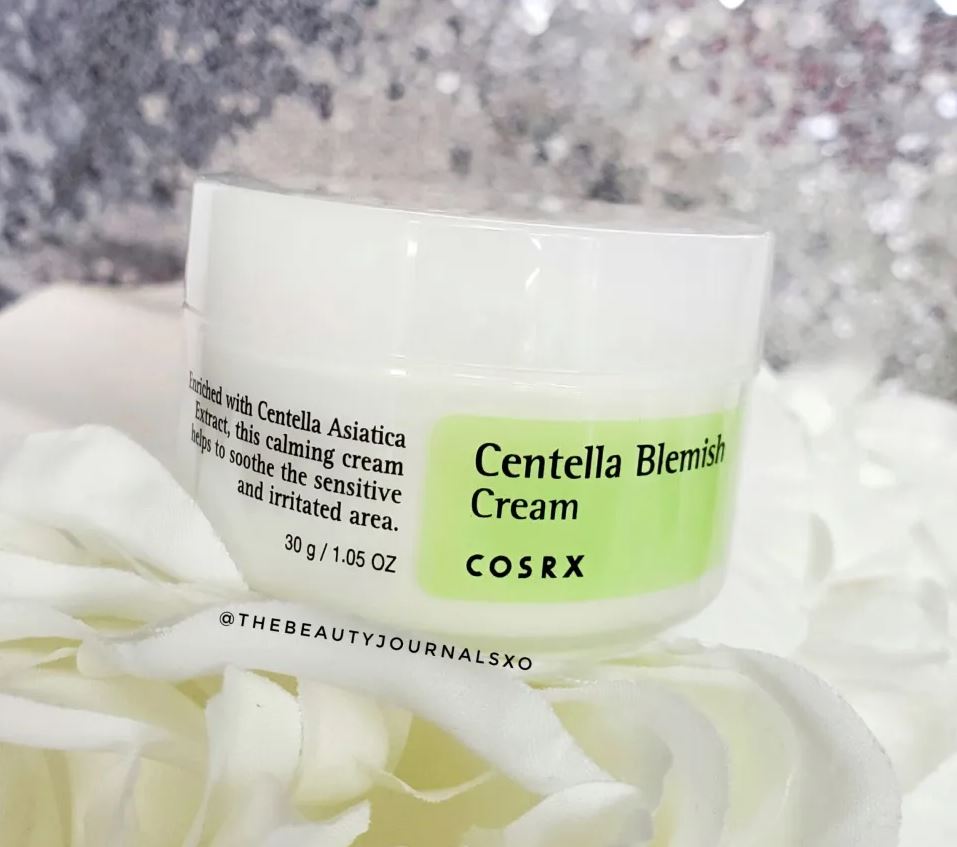 Enriched with Centella Asiatica
Extract, this calming cream
helps to soothe the sensitive
and irritated area.
30 g / 1.05 OZ
Centella Blemish
Cream
COSRX
@THEBEAUTYJOURNALSXO